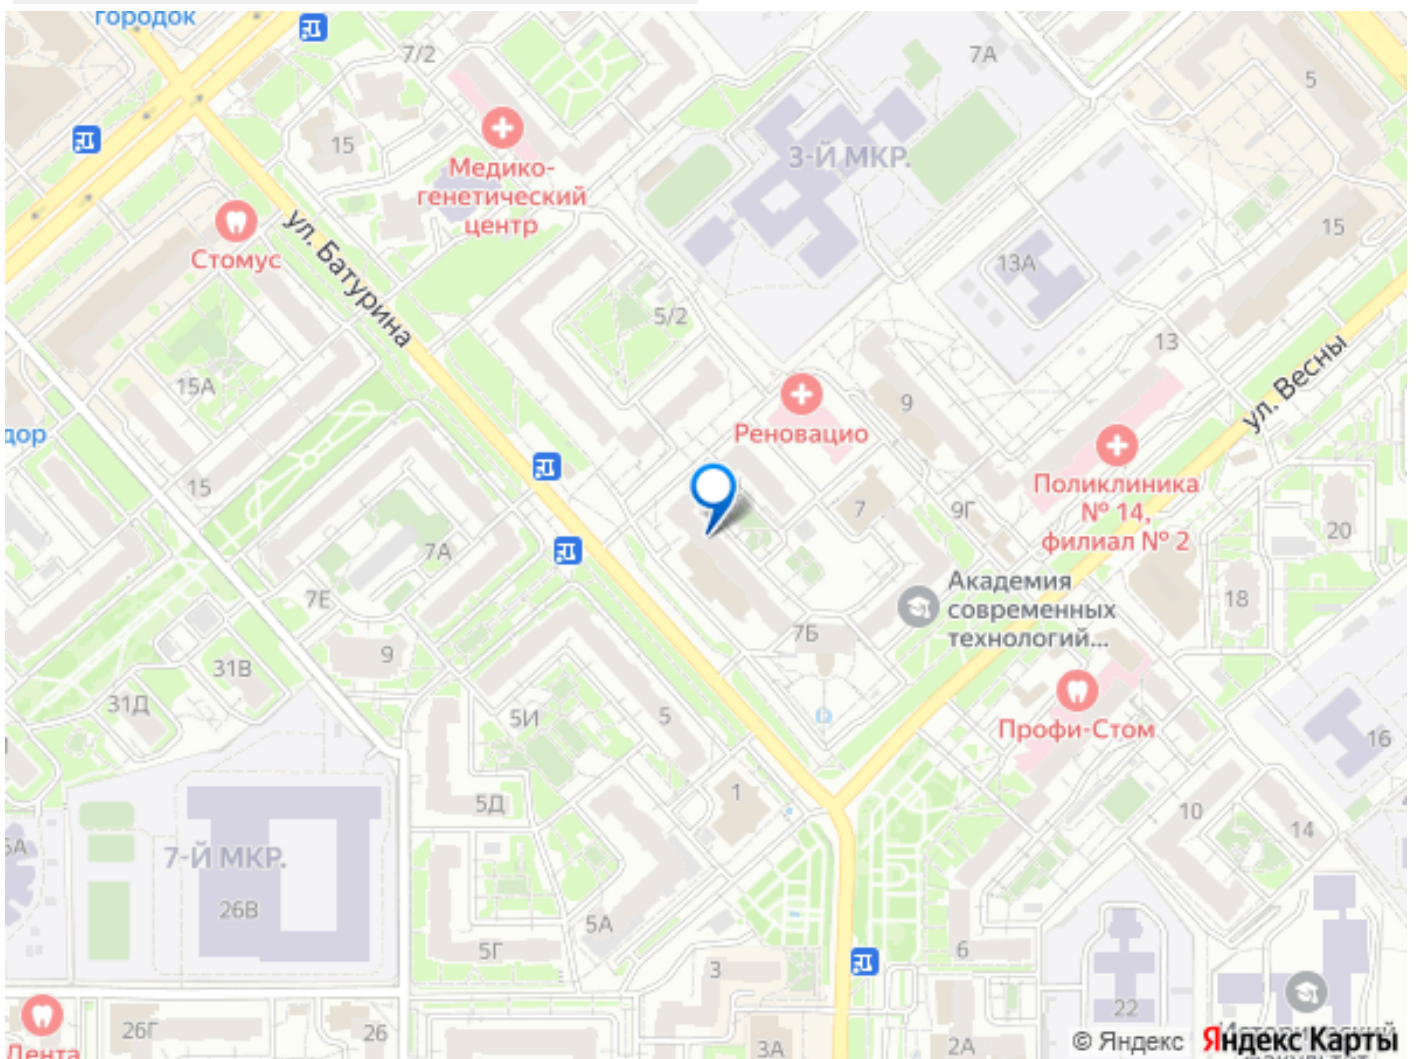 городок
7/2
7А
5
15
3-Й МКР.
Медико-
генетический
центр
Стомус
ул. Батурина
15
13А
5/2
13
15А
ул. Весны
9
Реновацио
дор
15
Поликлиника
№ 14,
филиал № 2
7
9Г
20
7А
7Е
Академия
современных
технологий...
18
7Б
9
31В
31Д
5И
5
Профи-Стом
16
1
5Д
10
14
7-Й МКР.
26В
5А
5Г
6
3
22
26Г
26
Лента
3А
2А
© Яндекс
Яндекс Карты